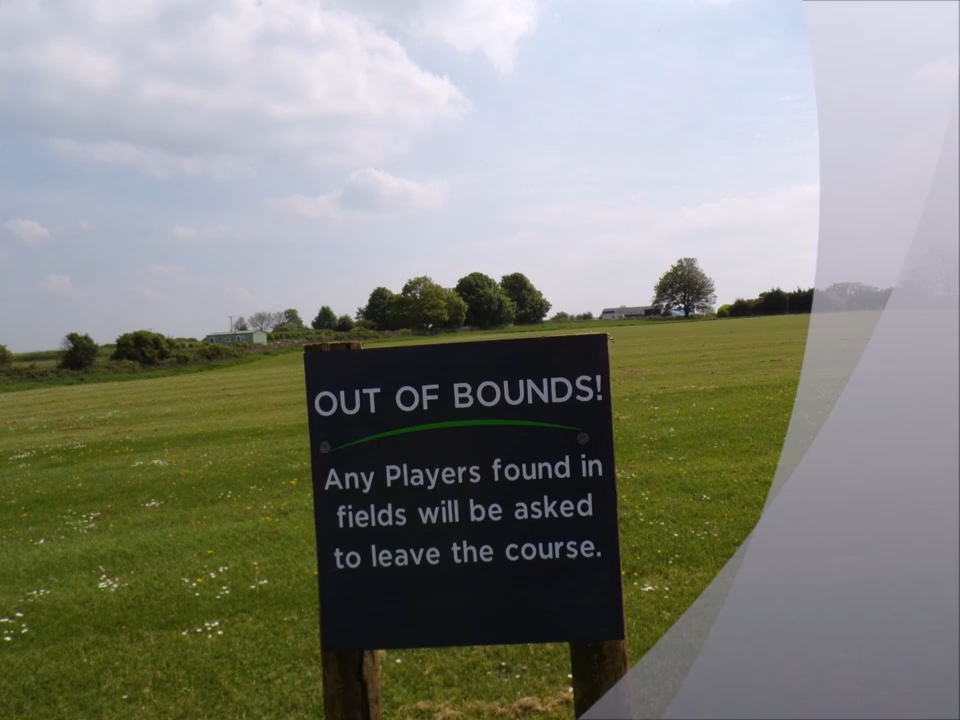 OUT OF BOUNDS!
Any Players found in
fields will be asked
to leave the course.